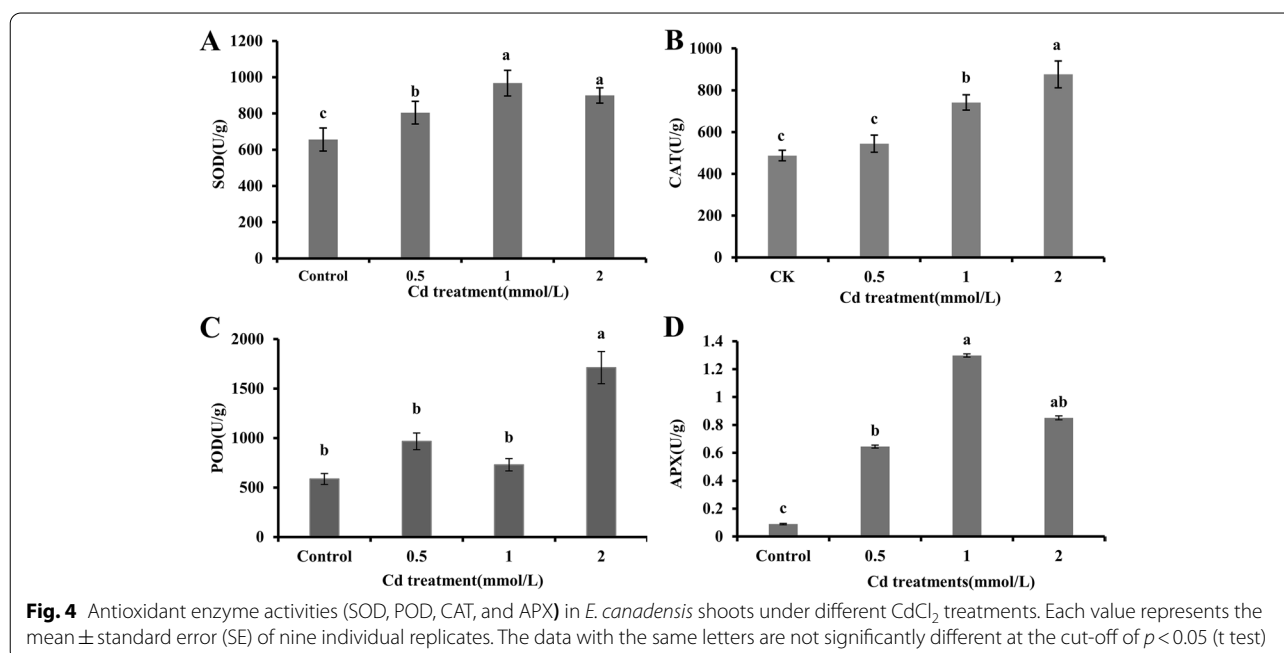 A
1200
1000
800
600
400
200
0
SOD(U/g)
c
b
a
a
Control 0.5 1 2
Cd treatment(mmol/L)
B
1000
800
600
400
200
0
CAT(U/g)
c
c
b
a
CK 0.5 1 2
Cd treatment(mmol/L)
C
2000
1500
1000
500
0
POD(U/g)
b
b
b
a
Control 0.5 1 2
Cd treatment(mmol/L)
D
1.4
1.2
1
0.8
0.6
0.4
0.2
0
APX(U/g)
c
b
a
ab
Control 0.5 1 2
Cd treatments(mmol/L)
Fig. 4 Antioxidant enzyme activities (SOD, POD, CAT, and APX) in E. canadensis shoots under different CdCl₂ treatments. Each value represents the
mean ± standard error (SE) of nine individual replicates. The data with the same letters are not significantly different at the cut-off of p < 0.05 (t test)